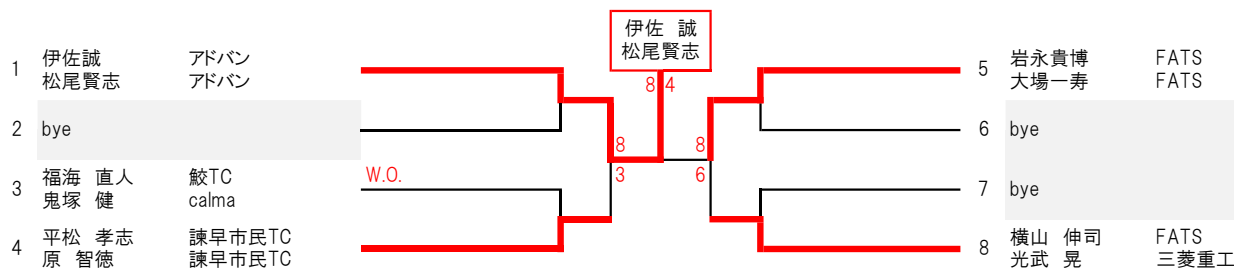 伊佐 誠
松尾賢志
8 4
1 伊佐誠 アドバン
松尾賢志 アドバン
2 bye
3 福海 直人 鮫TC
鬼塚 健 calma
W.O.
4 平松 孝志 諫早市民TC
原 智徳 諫早市民TC
8
3
8
6
5 岩永貴博 FATS
大場一寿 FATS
6 bye
7 bye
8 横山 伸司 FATS
光武 晃 三菱重工